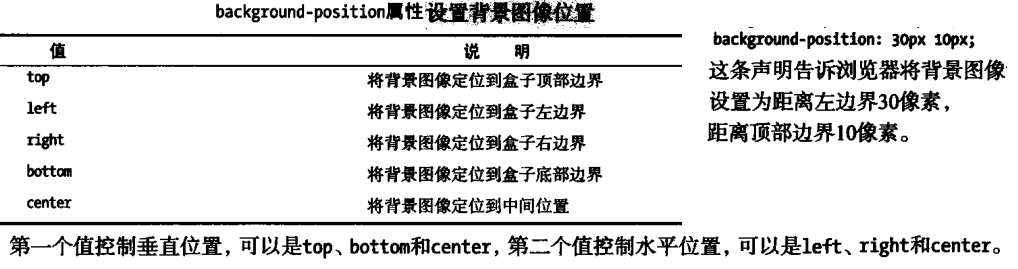 background-position属性设置背景图像位置
值 说 明
top 将背景图像定位到盒子顶部边界
left 将背景图像定位到盒子左边界
right 将背景图像定位到盒子右边界
bottom 将背景图像定位到盒子底部边界
center 将背景图像定位到中间位置
background-position: 30px 10px;
这条声明告诉浏览器将背景图像
设置为距离左边界30像素，
距离顶部边界10像素。
第一个值控制垂直位置，可以是top、bottom和center，第二个值控制水平位置，可以是left、right和center。